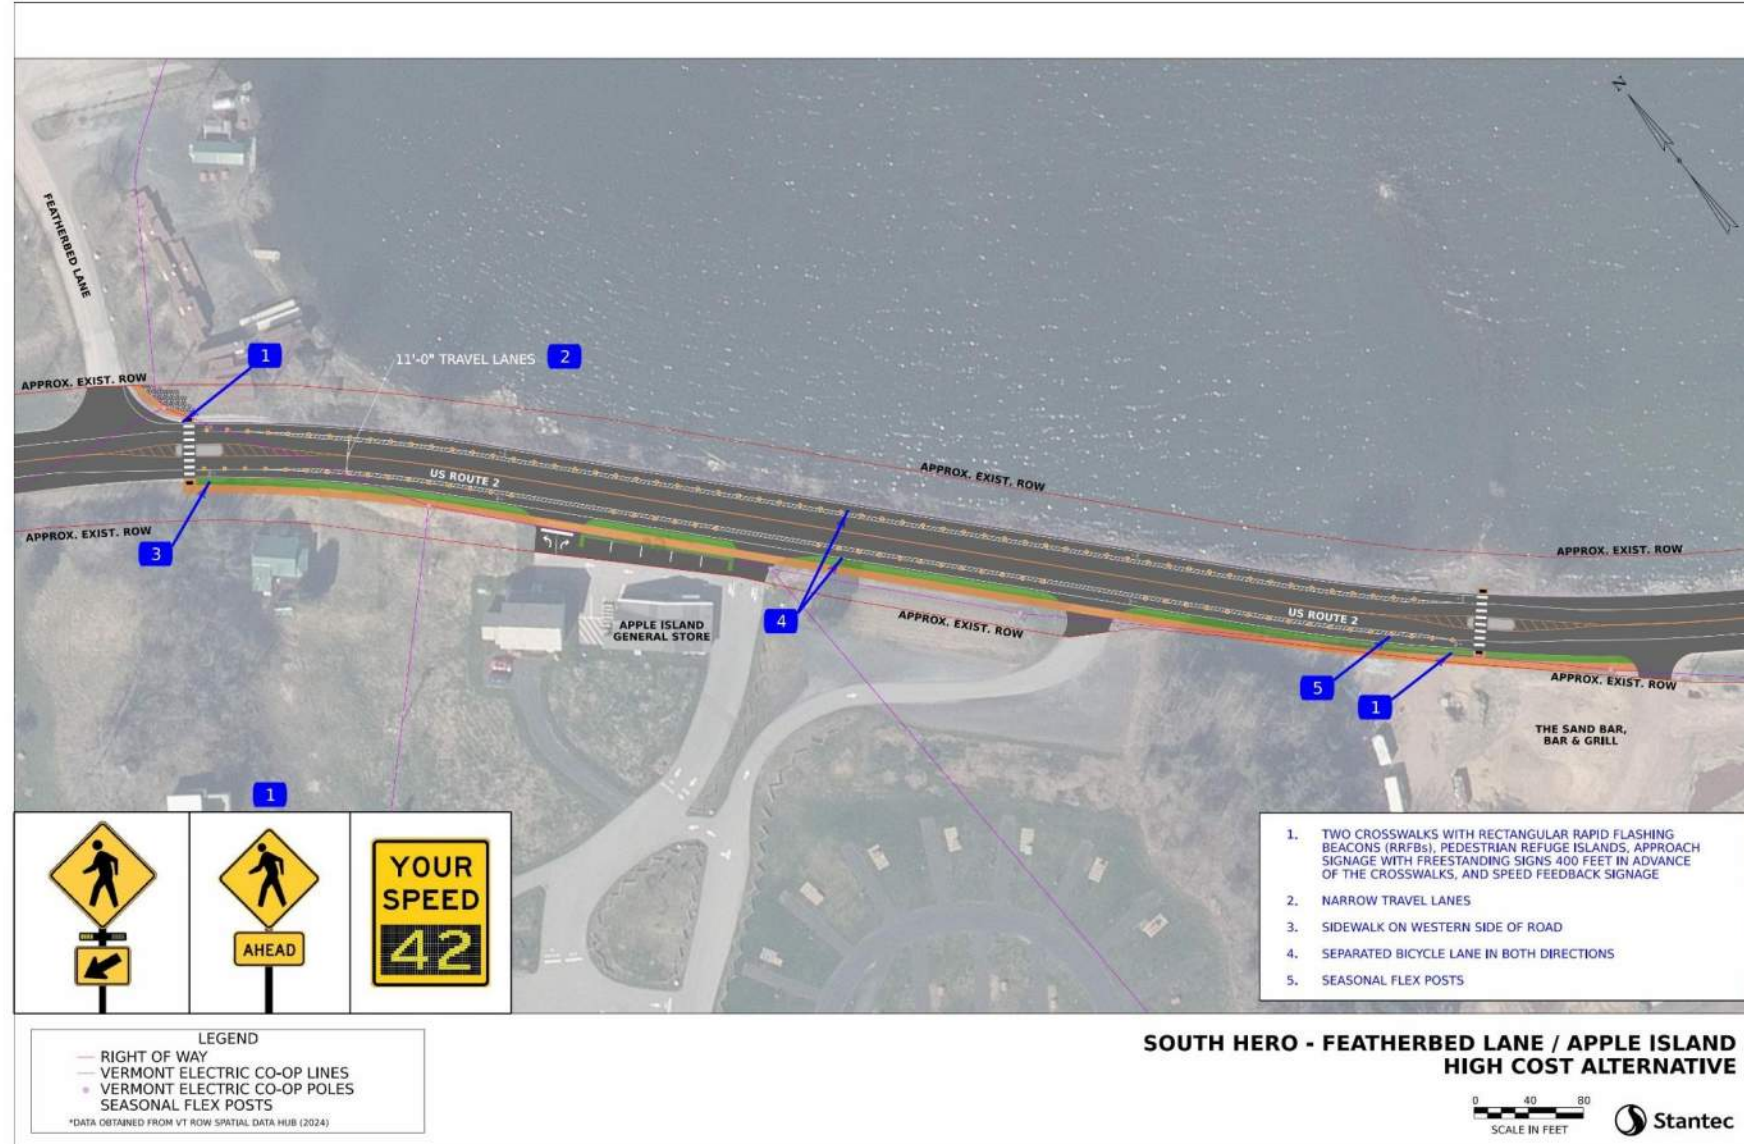 N
FEATHERBED LANE
1
11'-0" TRAVEL LANES
2
APPROX. EXIST. ROW
APPROX. EXIST. ROW
US ROUTE 2
APPROX. EXIST. ROW
3
APPROX. EXIST. ROW
4
APPLE ISLAND
GENERAL STORE
APPROX. EXIST. ROW
US ROUTE 2
5
1
APPROX. EXIST. ROW
THE SAND BAR,
BAR & GRILL
1
AHEAD
YOUR
SPEED
42
1. TWO CROSSWALKS WITH RECTANGULAR RAPID FLASHING
BEACONS (RRFBs), PEDESTRIAN REFUGE ISLANDS, APPROACH
SIGNAGE WITH FREESTANDING SIGNS 400 FEET IN ADVANCE
OF THE CROSSWALKS, AND SPEED FEEDBACK SIGNAGE
2. NARROW TRAVEL LANES
3. SIDEWALK ON WESTERN SIDE OF ROAD
4. SEPARATED BICYCLE LANE IN BOTH DIRECTIONS
5. SEASONAL FLEX POSTS
LEGEND
RIGHT OF WAY
VERMONT ELECTRIC CO-OP LINES
VERMONT ELECTRIC CO-OP POLES
SEASONAL FLEX POSTS
*DATA OBTAINED FROM VT ROW SPATIAL DATA HUB (2024)
SOUTH HERO - FEATHERBED LANE / APPLE ISLAND
HIGH COST ALTERNATIVE
0 40 80
SCALE IN FEET
Stantec